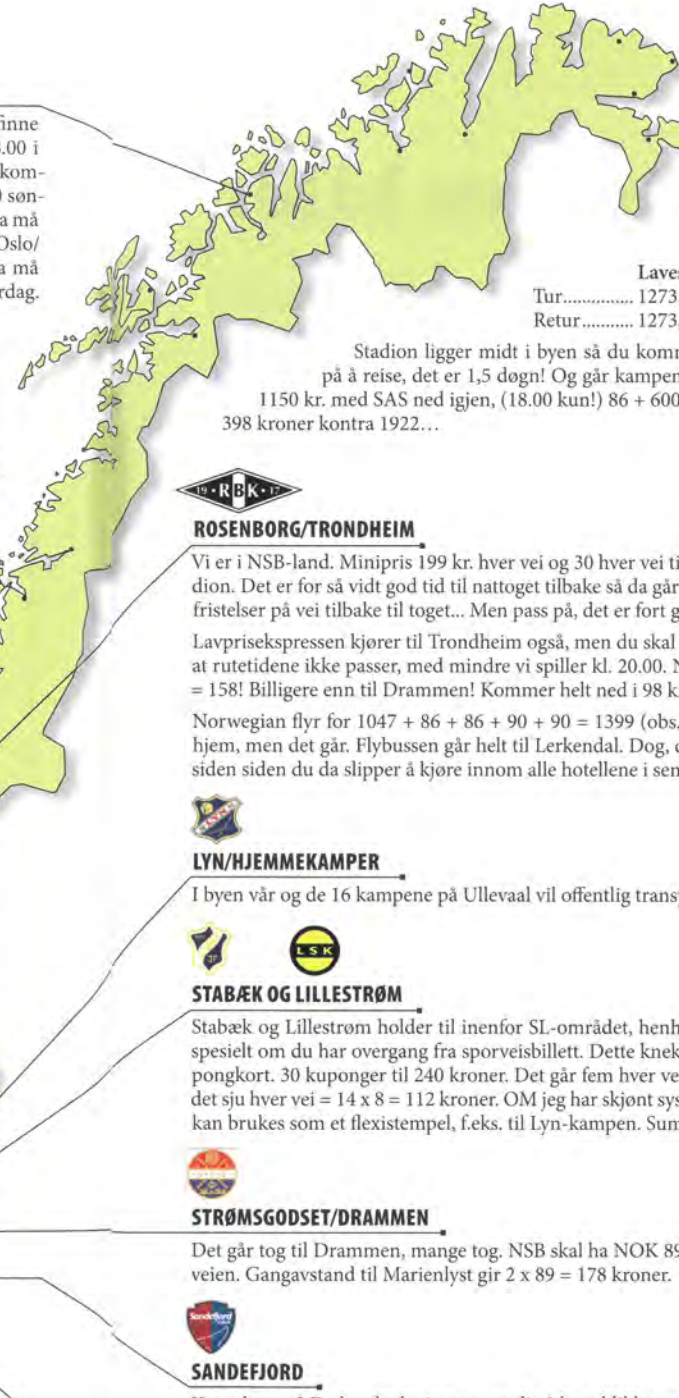 finne
.00 i
kom-
) søn-
a må
Oslo/
a må
rdag.
Laves
Tur.............. 1273,
Retur........... 1273,
Stadion ligger midt i byen så du komm
på å reise, det er 1,5 døgn! Og går kampen
1150 kr. med SAS ned igjen, (18.00 kun!) 86 + 600
398 kroner kontra 1922…
19 · RBK · 17
ROSENBORG/TRONDHEIM
Vi er i NSB-land. Minipris 199 kr. hver vei og 30 hver vei ti
dion. Det er for så vidt god tid til nattoget tilbake så da går
fristelser på vei tilbake til toget... Men pass på, det er fort g
Lavprisekspressen kjører til Trondheim også, men du skal
at rutetidene ikke passer, med mindre vi spiller kl. 20.00. N
= 158! Billigere enn til Drammen! Kommer helt ned i 98 k
Norwegian flyr for 1047 + 86 + 86 + 90 + 90 = 1399 (obs.
hjem, men det går. Flybussen går helt til Lerkendal. Dog, d
siden siden du da slipper å kjøre innom alle hotellene i sen
LYN
LYN/HJEMMEKAMPER
I byen vår og de 16 kampene på Ullevaal vil offentlig transp
IF
LSK
STABÆK OG LILLESTRØM
Stabæk og Lillestrøm holder til inenfor SL-området, henh
spesielt om du har overgang fra sporveisbillett. Dette knek
pongkort. 30 kuponger til 240 kroner. Det går fem hver ve
det sju hver vei = 14 x 8 = 112 kroner. OM jeg har skjønt sys
kan brukes som et flexistempel, f.eks. til Lyn-kampen. Sum
STRØMSGODSET/DRAMMEN
Det går tog til Drammen, mange tog. NSB skal ha NOK 89
veien. Gangavstand til Marienlyst gir 2 x 89 = 178 kroner.
Sandefjord
SANDEFJORD